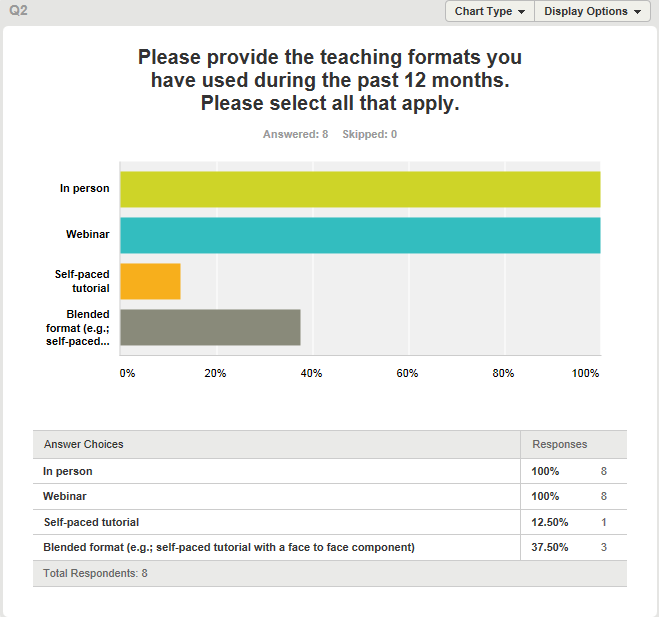 Q2
Chart Type Display Options
Please provide the teaching formats you
have used during the past 12 months.
Please select all that apply.
Answered: 8 Skipped: 0
In person
Webinar
Self-paced
tutorial
Blended
format (e.g.;
self-paced...
0% 20% 40% 60% 80% 100%
Answer Choices Responses
In person 100% 8
Webinar 100% 8
Self-paced tutorial 12.50% 1
Blended format (e.g.; self-paced tutorial with a face to face component) 37.50% 3
Total Respondents: 8